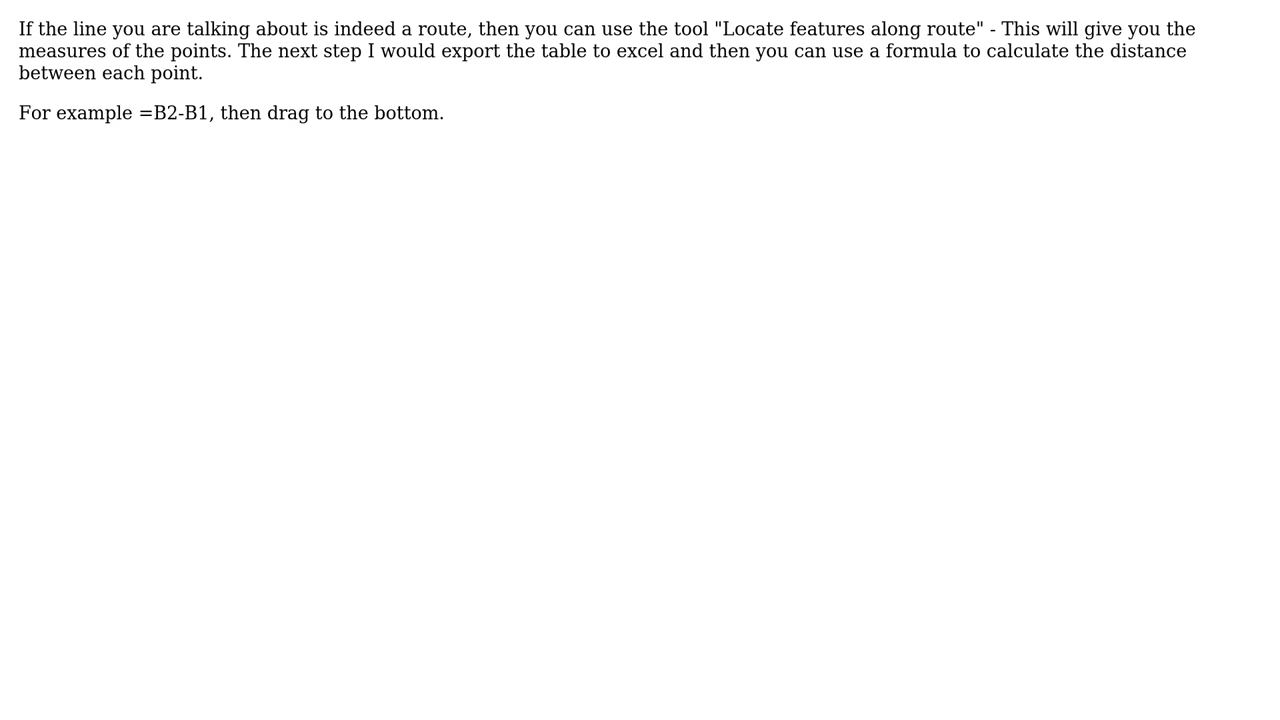 If the line you are talking about is indeed a route, then you can use the tool "Locate features along route" - This will give you the
measures of the points. The next step I would export the table to excel and then you can use a formula to calculate the distance
between each point.
For example =B2-B1, then drag to the bottom.